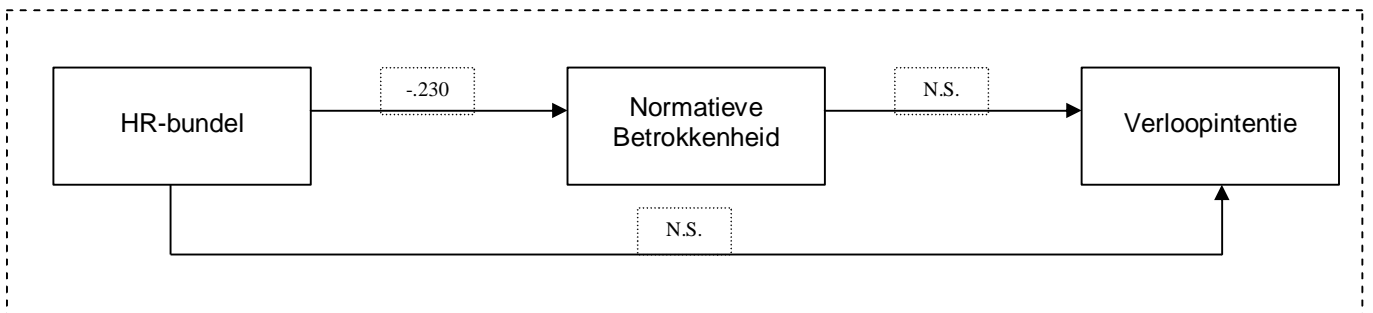 -.230
N.S.
HR-bundel
Normatieve
Betrokkenheid
Verloopintentie
N.S.